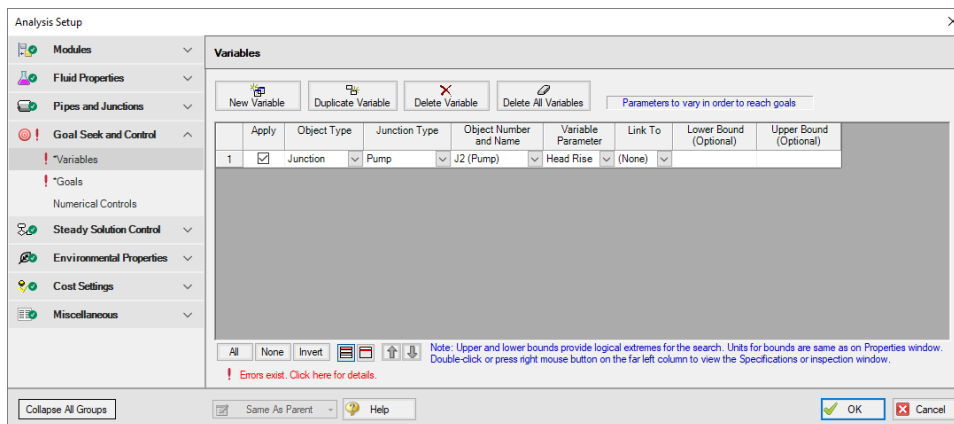 Analysis Setup
Modules
Fluid Properties
Pipes and Junctions
Goal Seek and Control
! *Variables
! *Goals
Numerical Controls
Steady Solution Control
Environmental Properties
Cost Settings
Miscellaneous
Collapse All Groups
Variables
New Variable Duplicate Variable Delete Variable Delete All Variables Parameters to vary in order to reach goals
Apply Object Type Junction Type Object Number and Name Variable Parameter Link To Lower Bound (Optional) Upper Bound (Optional)
1 Junction Pump J2 (Pump) Head Rise (None)
All None Invert
Note: Upper and lower bounds provide logical extremes for the search. Units for bounds are same as on Properties window.
Double-click or press right mouse button on the far left column to view the Specifications or inspection window.
! Errors exist. Click here for details.
Same As Parent Help OK Cancel